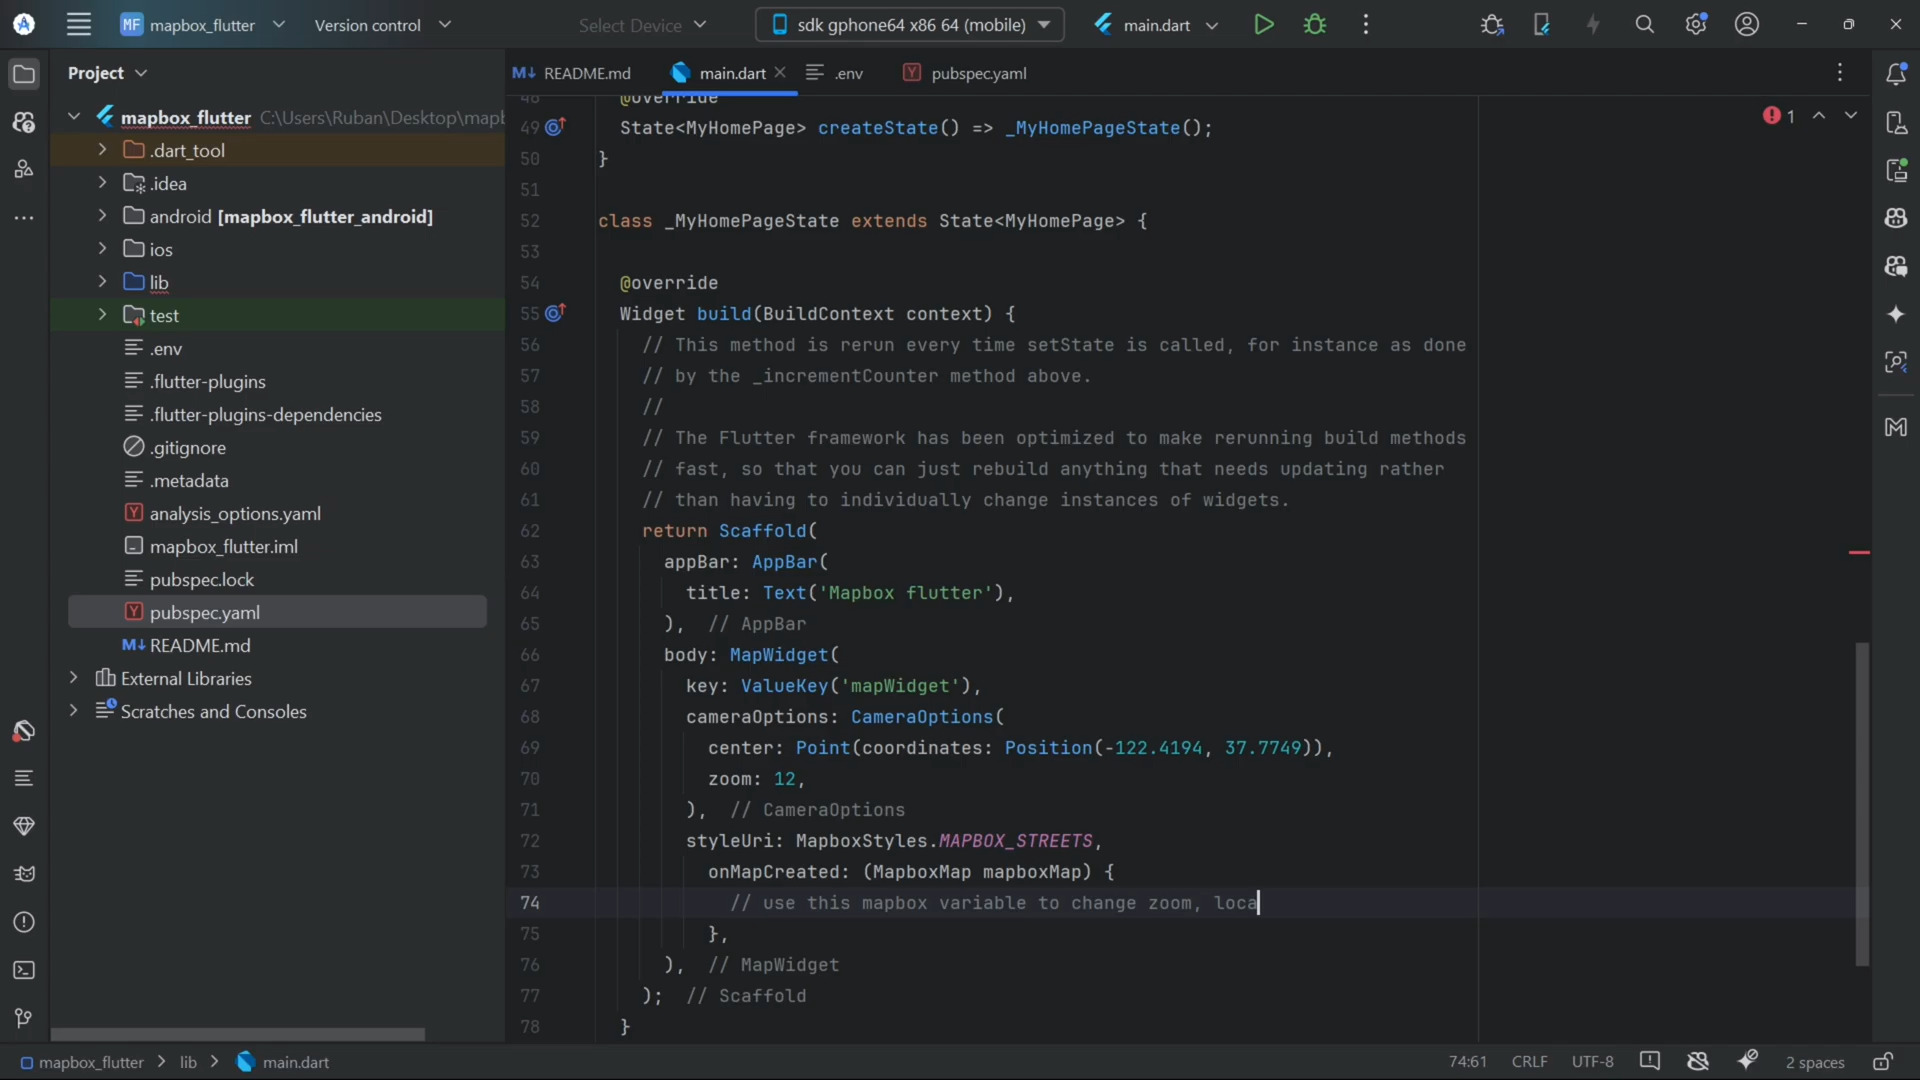 MF mapbox_flutter Version control Select Device sdk gphone64 x86 64 (mobile) main.dart
Project
M↓ README.md main.dart .env pubspec.yaml
mapbox_flutter C:\Users\Ruban\Desktop\mapb
.dart_tool
.idea
android [mapbox_flutter_android]
ios
lib
test
.env
.flutter-plugins
.flutter-plugins-dependencies
.gitignore
.metadata
analysis_options.yaml
mapbox_flutter.iml
pubspec.lock
pubspec.yaml
M↓ README.md
External Libraries
Scratches and Consoles
1
48 @override
49 State<MyHomePage> createState() => _MyHomePageState();
50 }
51
52 class _MyHomePageState extends State<MyHomePage> {
53
54 @override
55 Widget build(BuildContext context) {
56 // This method is rerun every time setState is called, for instance as done
57 // by the _incrementCounter method above.
58 //
59 // The Flutter framework has been optimized to make rerunning build methods
60 // fast, so that you can just rebuild anything that needs updating rather
61 // than having to individually change instances of widgets.
62 return Scaffold(
63 appBar: AppBar(
64 title: Text('Mapbox flutter'),
65 ), // AppBar
66 body: MapWidget(
67 key: ValueKey('mapWidget'),
68 cameraOptions: CameraOptions(
69 center: Point(coordinates: Position(-122.4194, 37.7749)),
70 zoom: 12,
71 ), // CameraOptions
72 styleUri: MapboxStyles.MAPBOX_STREETS,
73 onMapCreated: (MapboxMap mapboxMap) {
74 // use this mapbox variable to change zoom, loca
75 },
76 ), // MapWidget
77 ); // Scaffold
78 }
mapbox_flutter > lib > main.dart 74:61 CRLF UTF-8 2 spaces